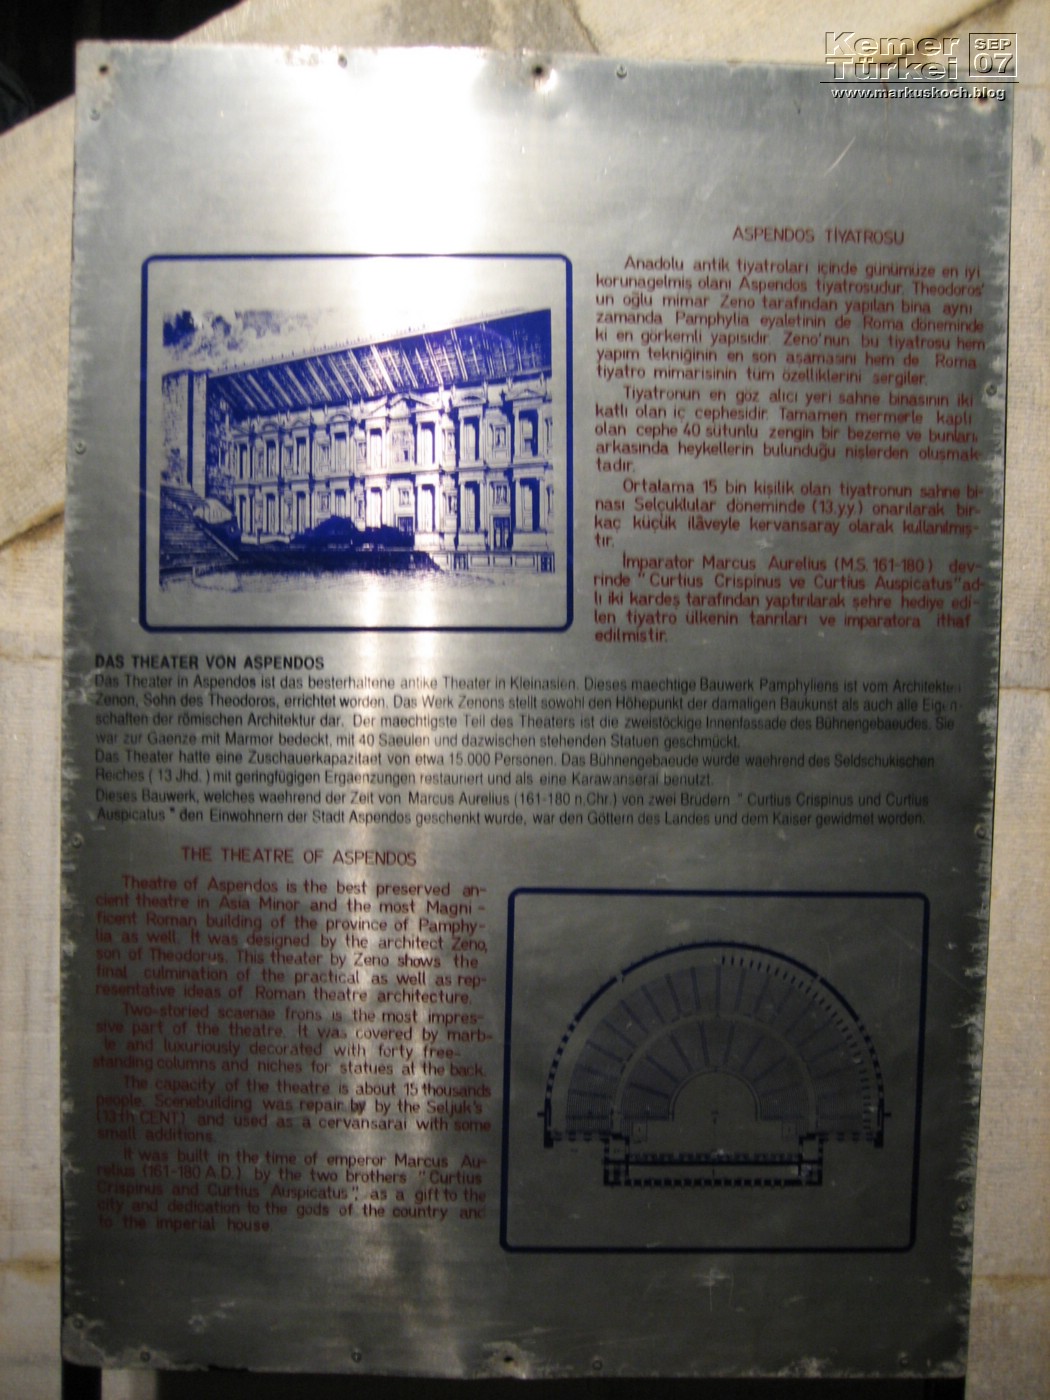 Kemer
Türkei
SEP
07
www.markuskoch.blog
ASPENDOS TİYATROSU
Anadolu antik tiyatroları içinde günümüze en iyi
korunagelmiş olanı Aspendos tiyatrosudur. Theodoros'
un oğlu mimar Zeno tarafından yapılan bina aynı
zamanda Pamphylia eyaletinin de Roma döneminde
ki en görkemli yapısıdır. Zeno'nun bu tiyatrosu hem
yapım tekniğinin en son aşamasını hem de Roma
tiyatro mimarisinin tüm özelliklerini sergiler.
Tiyatronun en göz alıcı yeri sahne binasının iki
katlı olan iç cephesidir. Tamamen mermerle kaplı
olan cephe 40 sütunlu zengin bir bezeme ve bunların
arkasında heykellerin bulunduğu nişlerden oluşmak-
tadır.
Ortalama 15 bin kişilik olan tiyatronun sahne bi-
nası Selçuklular döneminde (13.y.y.) onarılarak bir-
kaç küçük ilâveyle kervansaray olarak kullanılmış-
tır.
İmparator Marcus Aurelius (M.S. 161-180) dev-
rinde "Curtius Crispinus ve Curtius Auspicatus" ad-
lı iki kardeş tarafından yaptırılarak şehre hediye edi-
len tiyatro ülkenin tanrıları ve imparatora ithaf
edilmiştir.
DAS THEATER VON ASPENDOS
Das Theater in Aspendos ist das besterhaltene antike Theater in Kleinasien. Dieses maechtige Bauwerk Pamphyliens ist vom Architekten
Zenon, Sohn des Theodoros, errichtet worden. Das Werk Zenons stellt sowohl den Höhepunkt der damaligen Baukunst als auch alle Eigen-
schaften der römischen Architektur dar. Der maechtigste Teil des Theaters ist die zweistöckige Innenfassade des Bühnengebaeudes. Sie
war zur Gaenze mit Marmor bedeckt, mit 40 Saeulen und dazwischen stehenden Statuen geschmückt.
Das Theater hatte eine Zuschauerkapazitaet von etwa 15.000 Personen. Das Bühnengebaeude wurde waehrend des Seldschukischen
Reiches ( 13 Jhd. ) mit geringfügigen Ergaenzungen restauriert und als eine Karawanserai benutzt.
Dieses Bauwerk, welches waehrend der Zeit von Marcus Aurelius (161-180 n.Chr.) von zwei Brüdern " Curtius Crispinus und Curtius
Auspicatus " den Einwohnern der Stadt Aspendos geschenkt wurde, war den Göttern des Landes und dem Kaiser gewidmet worden.
THE THEATRE OF ASPENDOS
Theatre of Aspendos is the best preserved an-
cient theatre in Asia Minor and the most Magni-
ficent Roman building of the province of Pamphy-
lia as well. It was designed by the architect Zeno,
son of Theodorus. This theater by Zeno shows the
final culmination of the practical as well as rep-
resentative ideas of Roman theatre architecture.
Two-storied scaenae frons is the most impres-
sive part of the theatre. It was covered by marb-
le and luxuriously decorated with forty free-
standing columns and niches for statues at the back.
The capacity of the theatre is about 15 thousands
people. Scenebuilding was repair by by the Seljuk's
(13 th CENT) and used as a cervansarai with some
small additions.
It was built in the time of emperor Marcus Au-
relius (161-180 A.D.) by the two brothers "Curtius
Crispinus and Curtius Auspicatus", as a gift to the
city and dedication to the gods of the country and
to the imperial house.